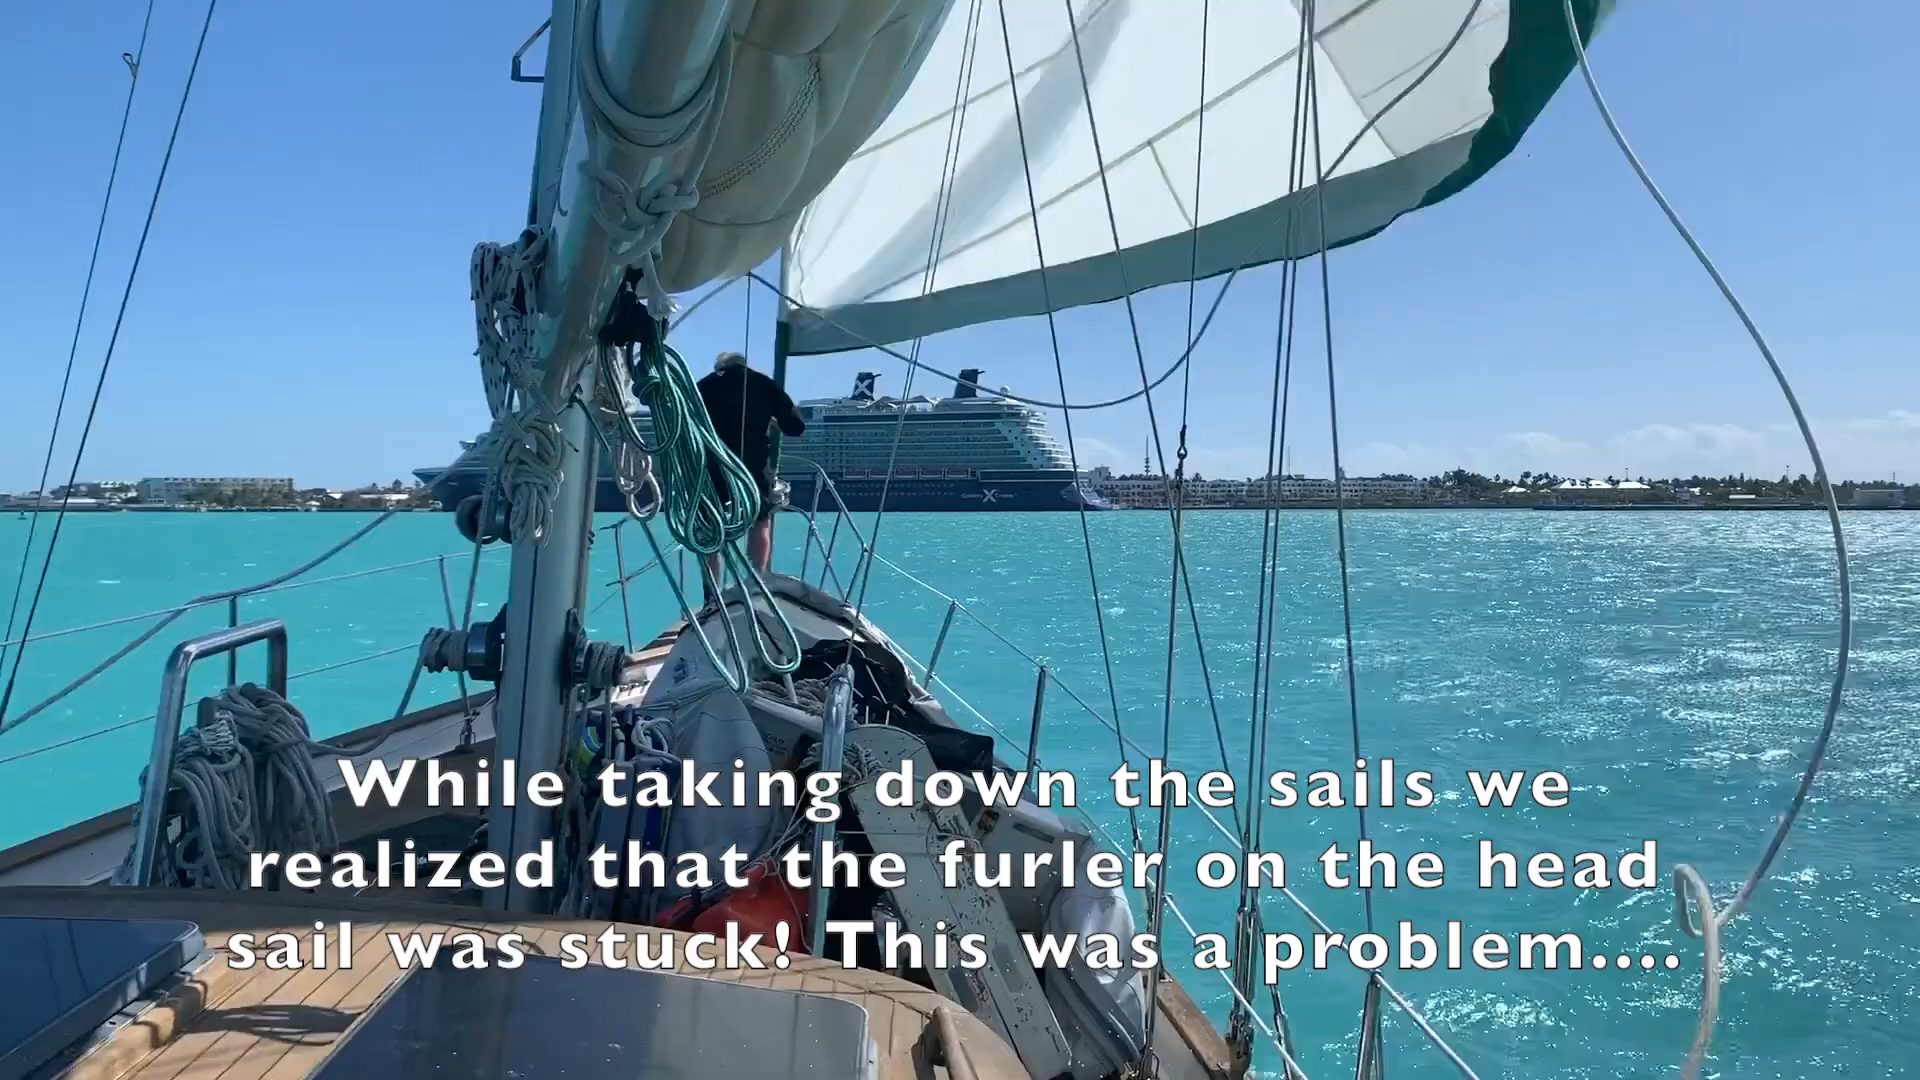 While taking down the sails we
realized that the furler on the head
sail was stuck! This was a problem....